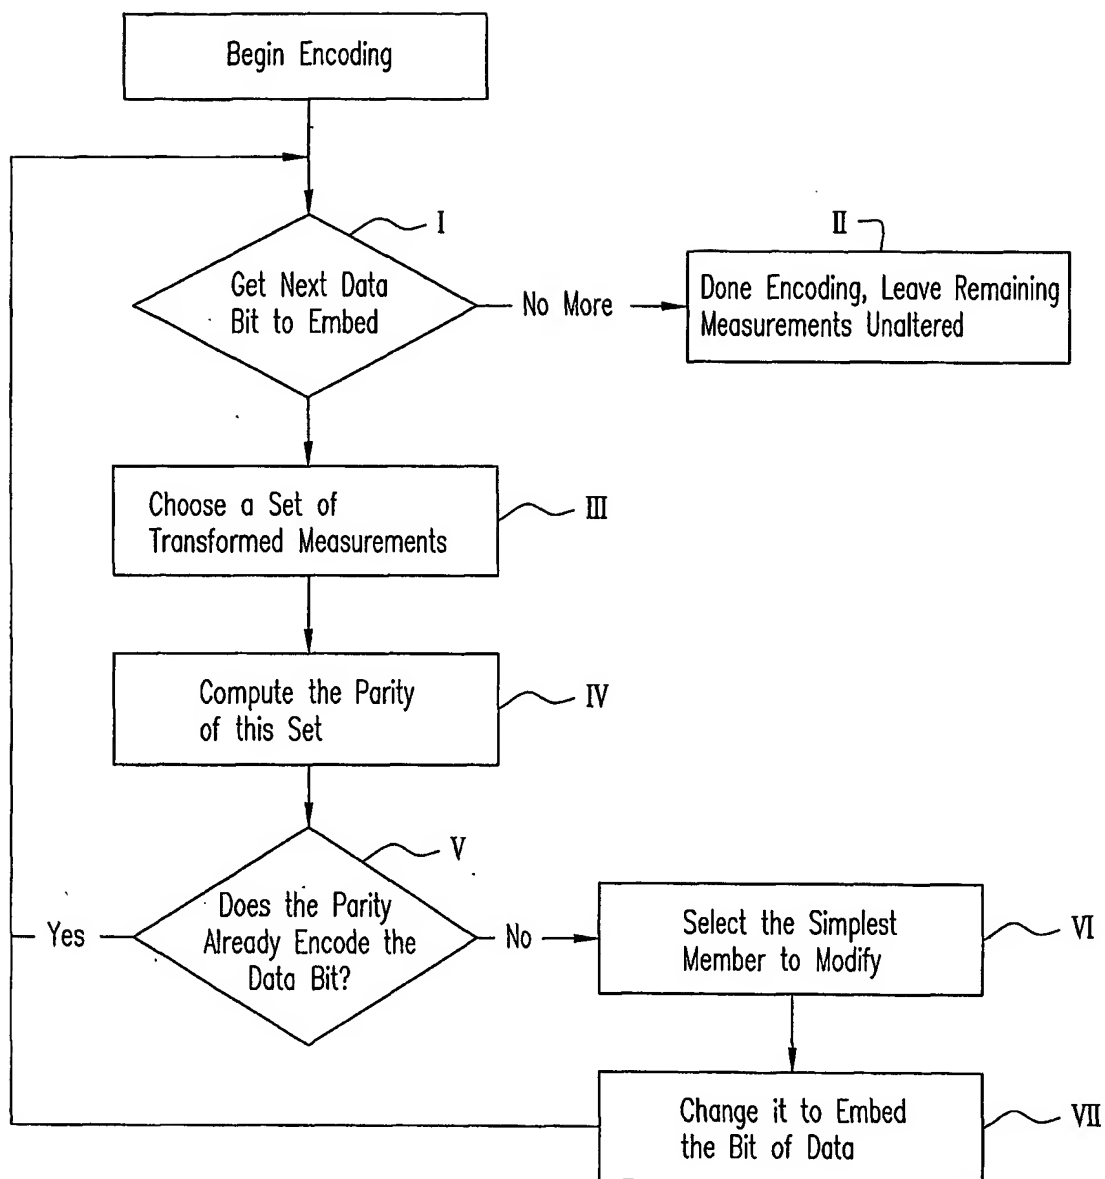 Begin Encoding
I
II
Get Next Data
Bit to Embed
No More
Done Encoding, Leave Remaining
Measurements Unaltered
Choose a Set of
Transformed Measurements
III
Compute the Parity
of this Set
IV
V
Does the Parity
Already Encode the
Data Bit?
Yes
No
Select the Simplest
Member to Modify
VI
Change it to Embed
the Bit of Data
VII